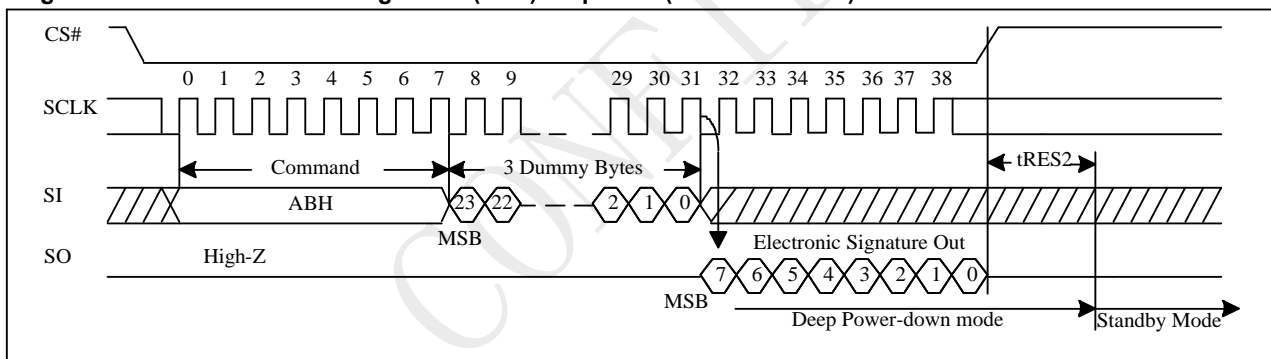 CS#
0 1 2 3 4 5 6 7 8 9 29 30 31 32 33 34 35 36 37 38
SCLK
Command 3 Dummy Bytes tRES2
SI ABH 23 22 2 1 0
MSB
SO High-Z Electronic Signature Out
7 6 5 4 3 2 1 0
MSB
Deep Power-down mode Standby Mode